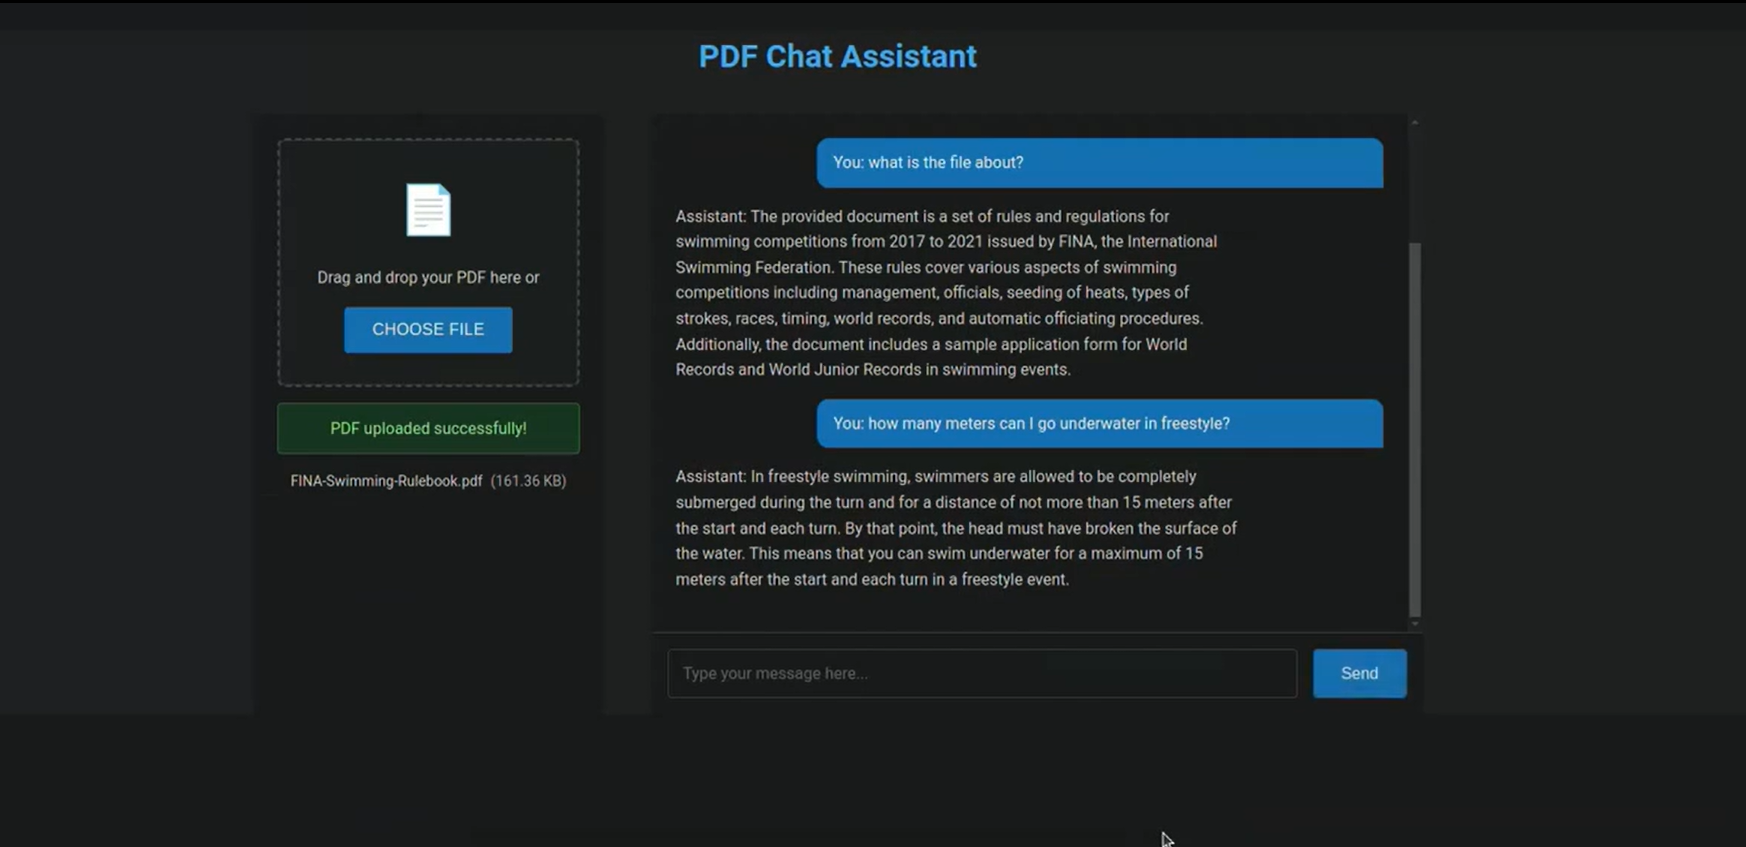 PDF Chat Assistant
Drag and drop your PDF here or
CHOOSE FILE
PDF uploaded successfully!
FINA-Swimming-Rulebook.pdf (161.36 KB)
You: what is the file about?
Assistant: The provided document is a set of rules and regulations for
swimming competitions from 2017 to 2021 issued by FINA, the International
Swimming Federation. These rules cover various aspects of swimming
competitions including management, officials, seeding of heats, types of
strokes, races, timing, world records, and automatic officiating procedures.
Additionally, the document includes a sample application form for World
Records and World Junior Records in swimming events.
You: how many meters can I go underwater in freestyle?
Assistant: In freestyle swimming, swimmers are allowed to be completely
submerged during the turn and for a distance of not more than 15 meters after
the start and each turn. By that point, the head must have broken the surface of
the water. This means that you can swim underwater for a maximum of 15
meters after the start and each turn in a freestyle event.
Type your message here...
Send